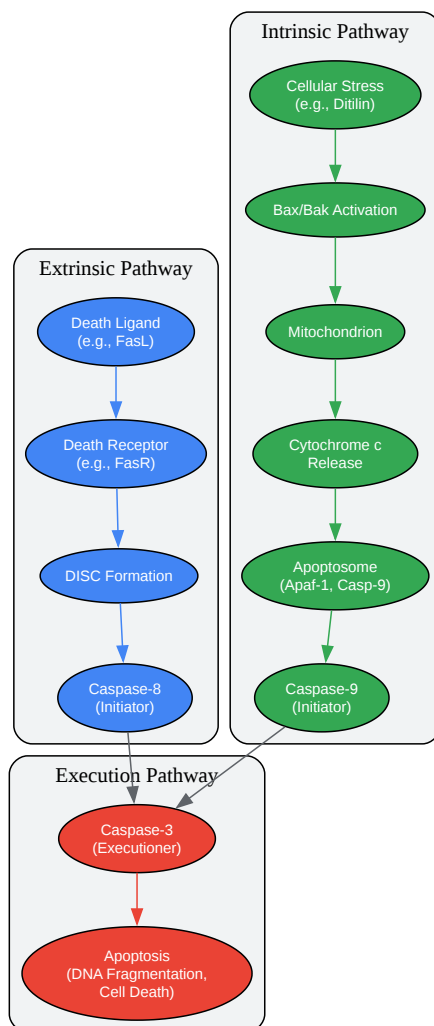 Intrinsic Pathway
Cellular Stress
(e.g., Ditilin)
Bax/Bak Activation
Mitochondrion
Cytochrome c
Release
Apoptosome
(Apaf-1, Casp-9)
Caspase-9
(Initiator)
Extrinsic Pathway
Death Ligand
(e.g., FasL)
Death Receptor
(e.g., FasR)
DISC Formation
Caspase-8
(Initiator)
Execution Pathway
Caspase-3
(Executioner)
Apoptosis
(DNA Fragmentation,
Cell Death)